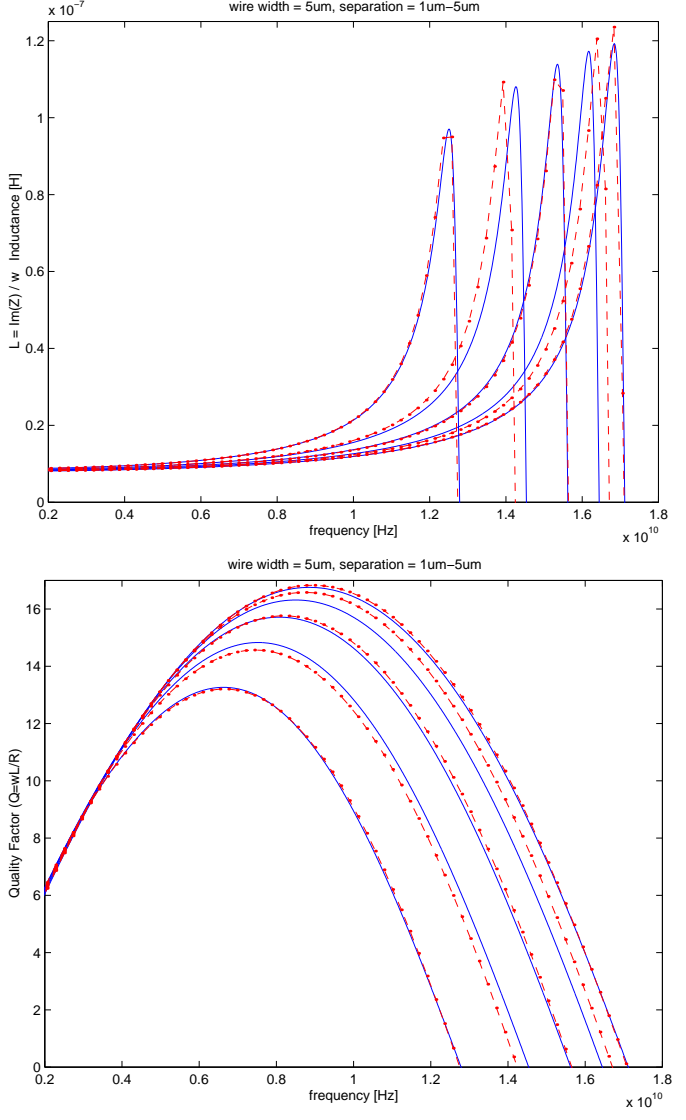 wire width = 5um, separation = 1um−5um
x 10⁻⁷
1.2
1
0.8
0.6
0.4
0.2
0
L = Im(Z) / w   Inductance [H]
0.2 0.4 0.6 0.8 1 1.2 1.4 1.6 1.8
frequency [Hz]
x 10¹⁰
wire width = 5um, separation = 1um−5um
16
14
12
10
8
6
4
2
0
Quality Factor (Q=wL/R)
0.2 0.4 0.6 0.8 1 1.2 1.4 1.6 1.8
frequency [Hz]
x 10¹⁰